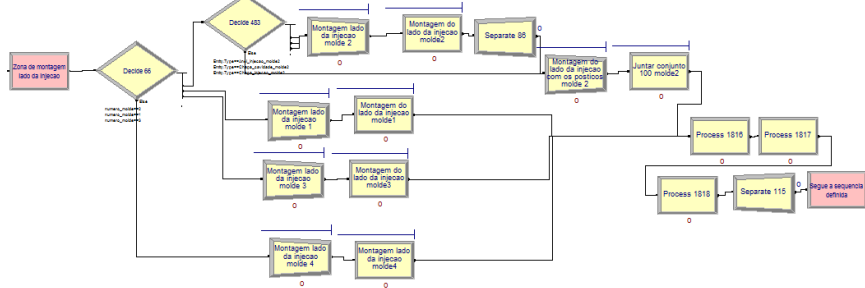 Decide 453
Else
Zona de montagem
lado da injecao
Decide 66
Else
Montagem lado
da injecao
molde 2
0
Montagem do
lado da injecao
molde2
0
Separate 86
0
Montagem do
lado da injecao
com os posticos
molde 2
0
Juntar conjunto
100 molde2
0
Montagem lado
da injecao
molde 1
0
Montagem do
lado da injecao
molde1
0
Montagem lado
da injecao
molde 3
0
Montagem do
lado da injecao
molde3
0
Montagem lado
da injecao
molde 4
0
Montagem do
lado da injecao
molde4
0
Process 1816
0
Process 1817
0
Process 1818
0
Separate 115
0
Segue a sequencia
definida